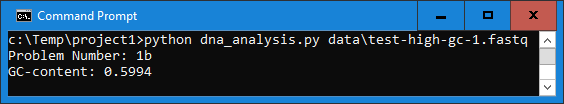 Command Prompt
c:\Temp\project1>python dna_analysis.py data\test-high-gc-1.fastq
Problem Number: 1b
GC-content: 0.5994